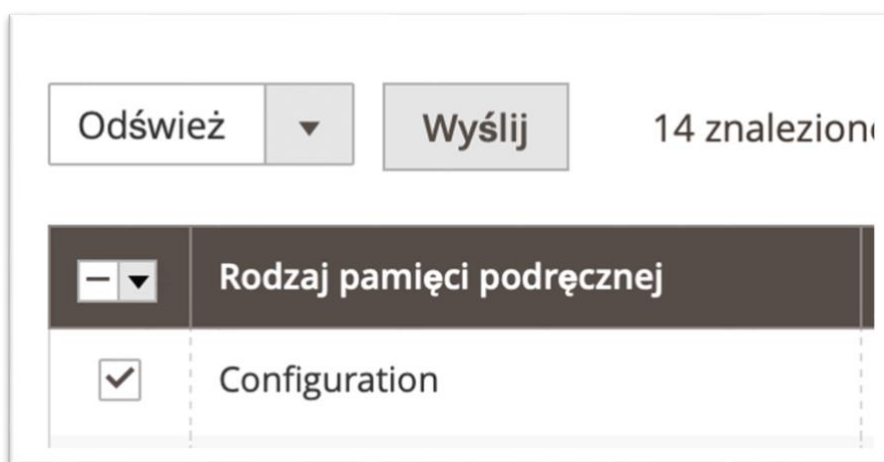 Odśwież
Wyślij
14 znalezion
Rodzaj pamięci podręcznej
Configuration